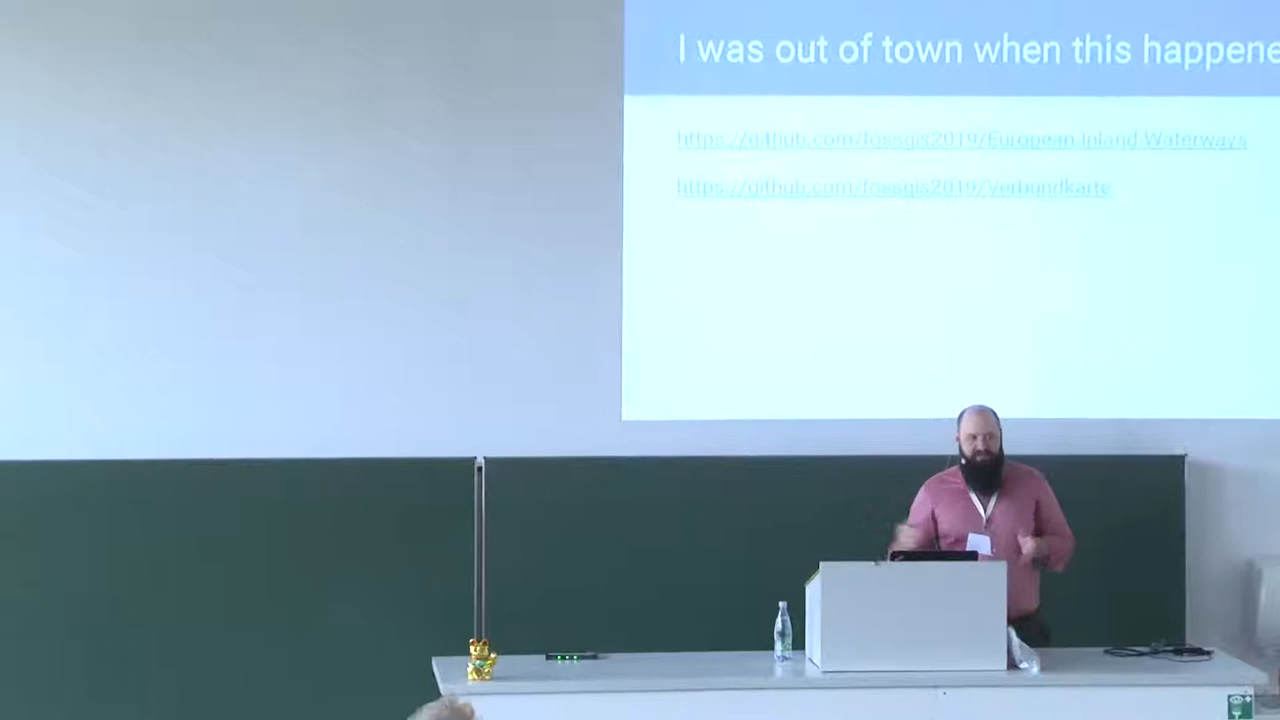 I was out of town when this happene
https://github.com/fossgis2019/European Inland Waterways
https://github.com/fossgis2019/Verbundkarte